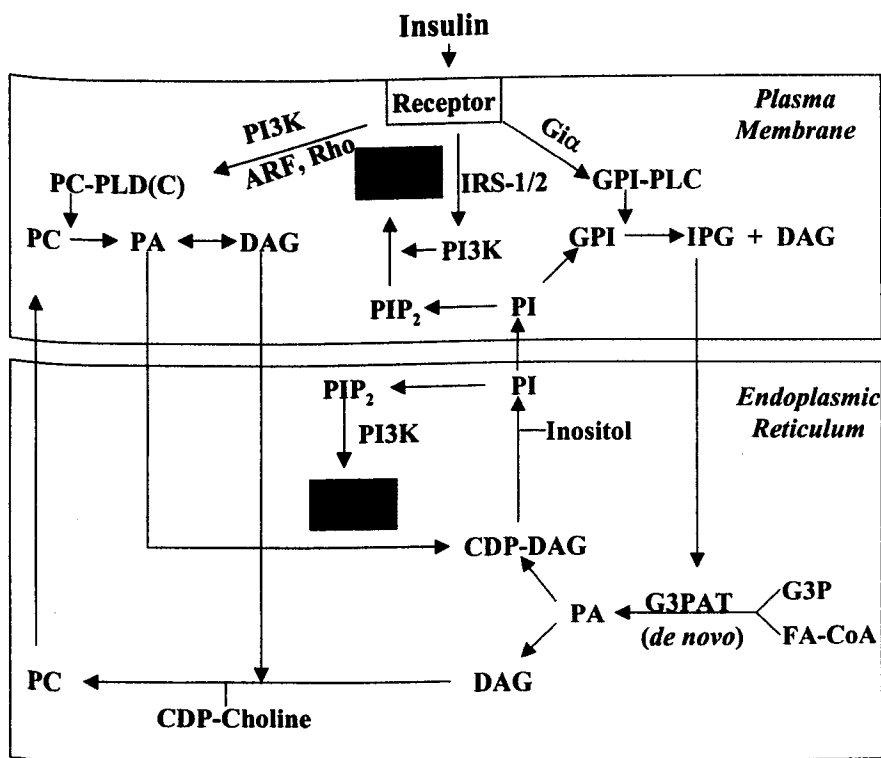 Insulin
Receptor
Plasma
Membrane
PI3K
ARF, Rho
Giα
PC-PLD(C)
IRS-1/2
GPI-PLC
PC
PA
DAG
PI3K
GPI
IPG + DAG
PIP2
PI
PIP2
PI
Endoplasmic
Reticulum
PI3K
Inositol
CDP-DAG
PA
G3PAT
(de novo)
G3P
FA-CoA
PC
DAG
CDP-Choline